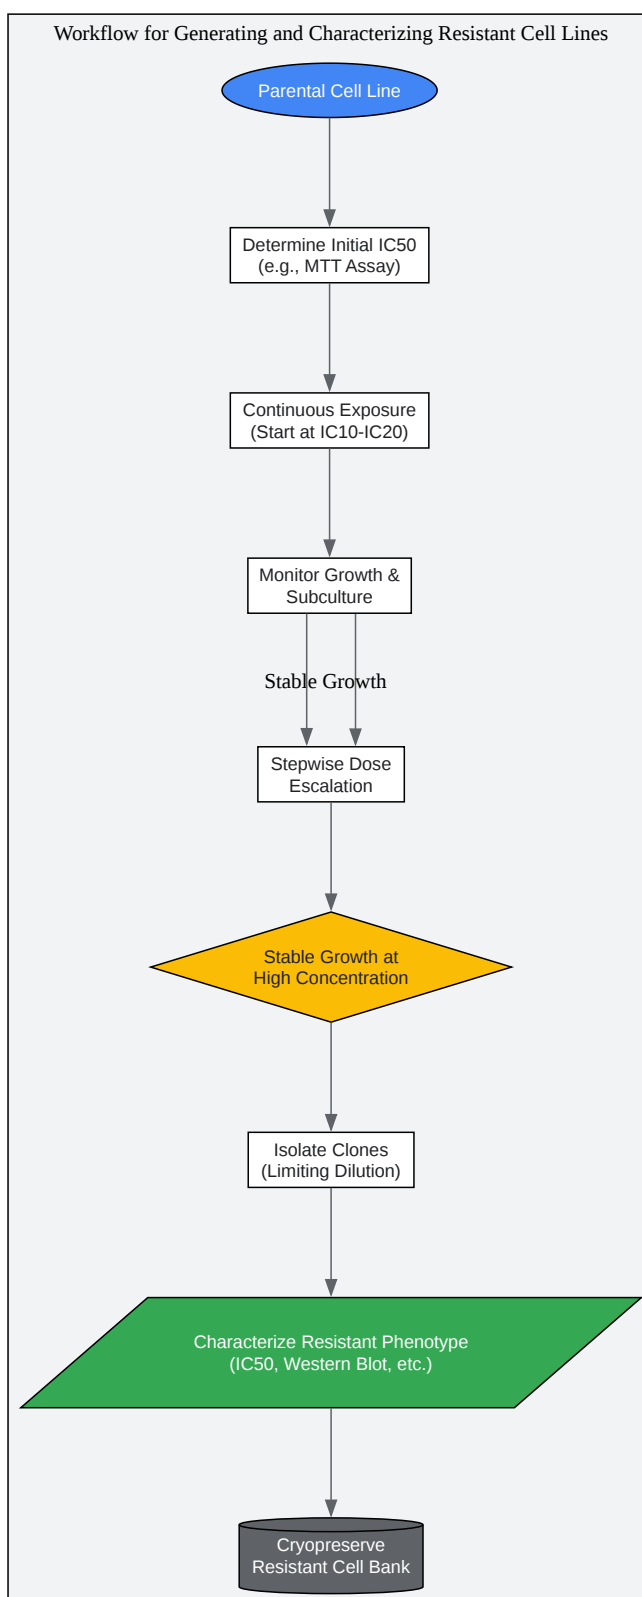 Workflow for Generating and Characterizing Resistant Cell Lines
Parental Cell Line
Determine Initial IC50
(e.g., MTT Assay)
Continuous Exposure
(Start at IC10-IC20)
Monitor Growth &
Subculture
Stable Growth
Stepwise Dose
Escalation
Stable Growth at
High Concentration
Isolate Clones
(Limiting Dilution)
Characterize Resistant Phenotype
(IC50, Western Blot, etc.)
Cryopreserve
Resistant Cell Bank